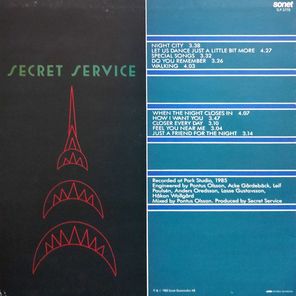 sonet
SECRET SERVICE
NIGHT CITY 3.38
LET US DANCE JUST A LITTLE BIT MORE 4.27
SPECIAL SONGS 3.32
DO YOU REMEMBER 3.26
WALKING 4.03
WHEN THE NIGHT CLOSES IN 4.07
HOW I WANT YOU 3.47
CLOSER EVERY DAY 3.10
FEEL YOU NEAR ME 3.04
JUST A FRIEND FOR THE NIGHT 3.14
Recorded at Park Studio, 1985
Engineered by Pontus Olsson, Acke Gårdebäck, Leif
Paulsén, Anders Oredsson, Lasse Gustavsson,
Håkan Wollgård
Mixed by Pontus Olsson. Produced by Secret Service